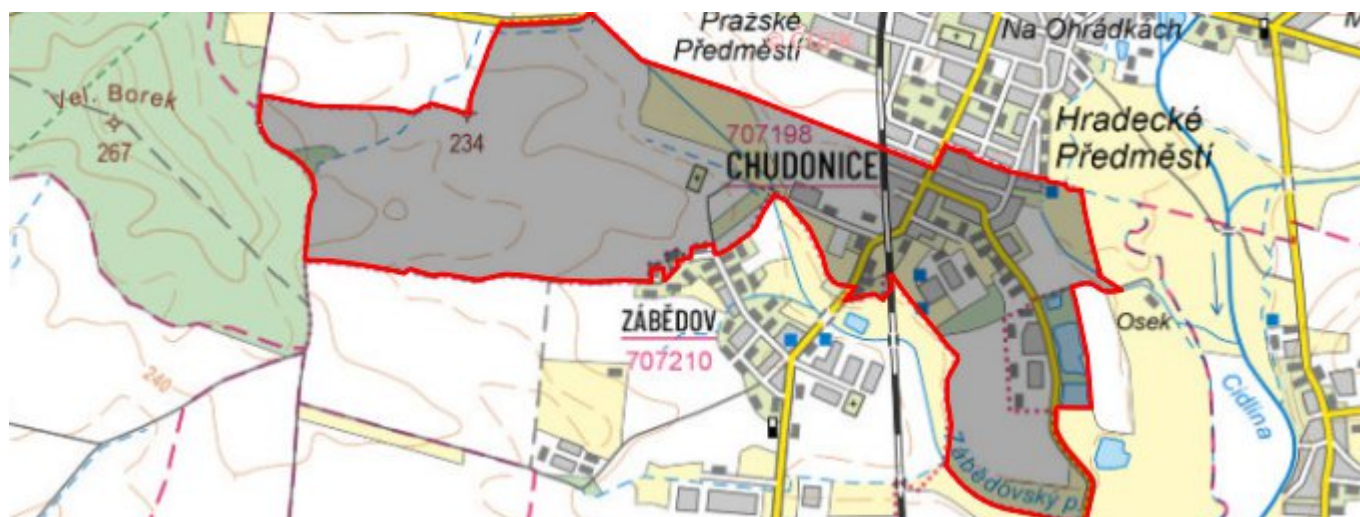 Pražské
Předměstí
Na Ohrádkách
Vel. Borek
267
234
707198
CHUDONICE
Hradecké
Předměstí
ZÁBĚDOV
707210
Osek
240
Cidlina
Zábědovský p.